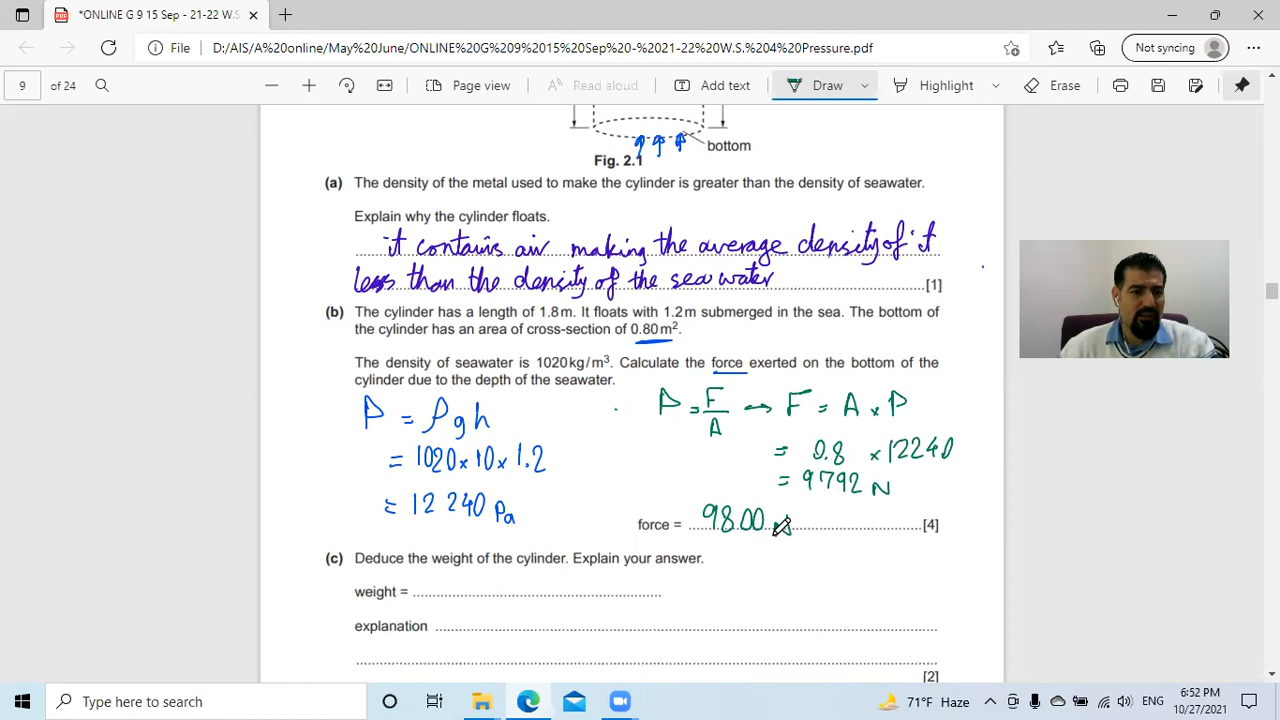 *ONLINE G 9 15 Sep - 21-22 W.S.
File
D:/AIS/A%20online/May%20June/ONLINE%20G%209%2015%20Sep%20-%202021-22%20W.S.%204%20Pressure.pdf
Not syncing
9 of 24
Page view
Read aloud
Add text
Draw
Highlight
Erase
bottom
Fig. 2.1
(a) The density of the metal used to make the cylinder is greater than the density of seawater.
Explain why the cylinder floats.
it contains air making the average density of it
less than the density of the sea water
[1]
(b) The cylinder has a length of 1.8 m. It floats with 1.2 m submerged in the sea. The bottom of
the cylinder has an area of cross-section of 0.80 m².
The density of seawater is 1020 kg/m³. Calculate the force exerted on the bottom of the
cylinder due to the depth of the seawater.
P = ρgh
= 1020 × 10 × 1.2
= 12 240 Pa
P = F/A → F = A × P
= 0.8 × 12240
= 9792 N
force = 9800 N [4]
(c) Deduce the weight of the cylinder. Explain your answer.
weight =
explanation
[2]
Type here to search
71°F Haze
ENG
6:52 PM
10/27/2021